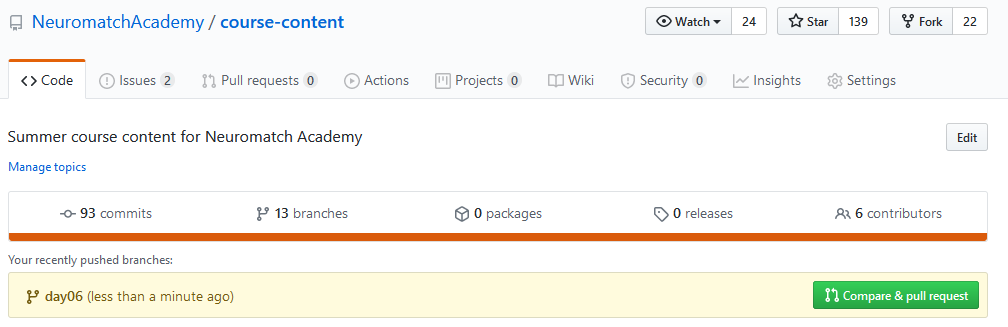 NeuromatchAcademy / course-content Watch 24 Star 139 Fork 22
Code Issues 2 Pull requests 0 Actions Projects 0 Wiki Security 0 Insights Settings
Summer course content for Neuromatch Academy Edit
Manage topics
93 commits 13 branches 0 packages 0 releases 6 contributors
Your recently pushed branches:
day06 (less than a minute ago) Compare & pull request